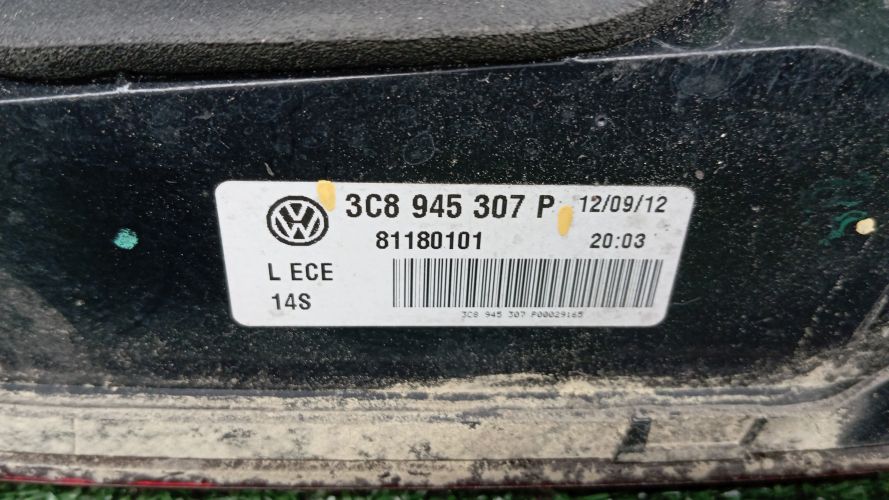 3C8 945 307 P 12/09/12
81180101 20:03
L ECE
14S
3C8 945 307 P00029165